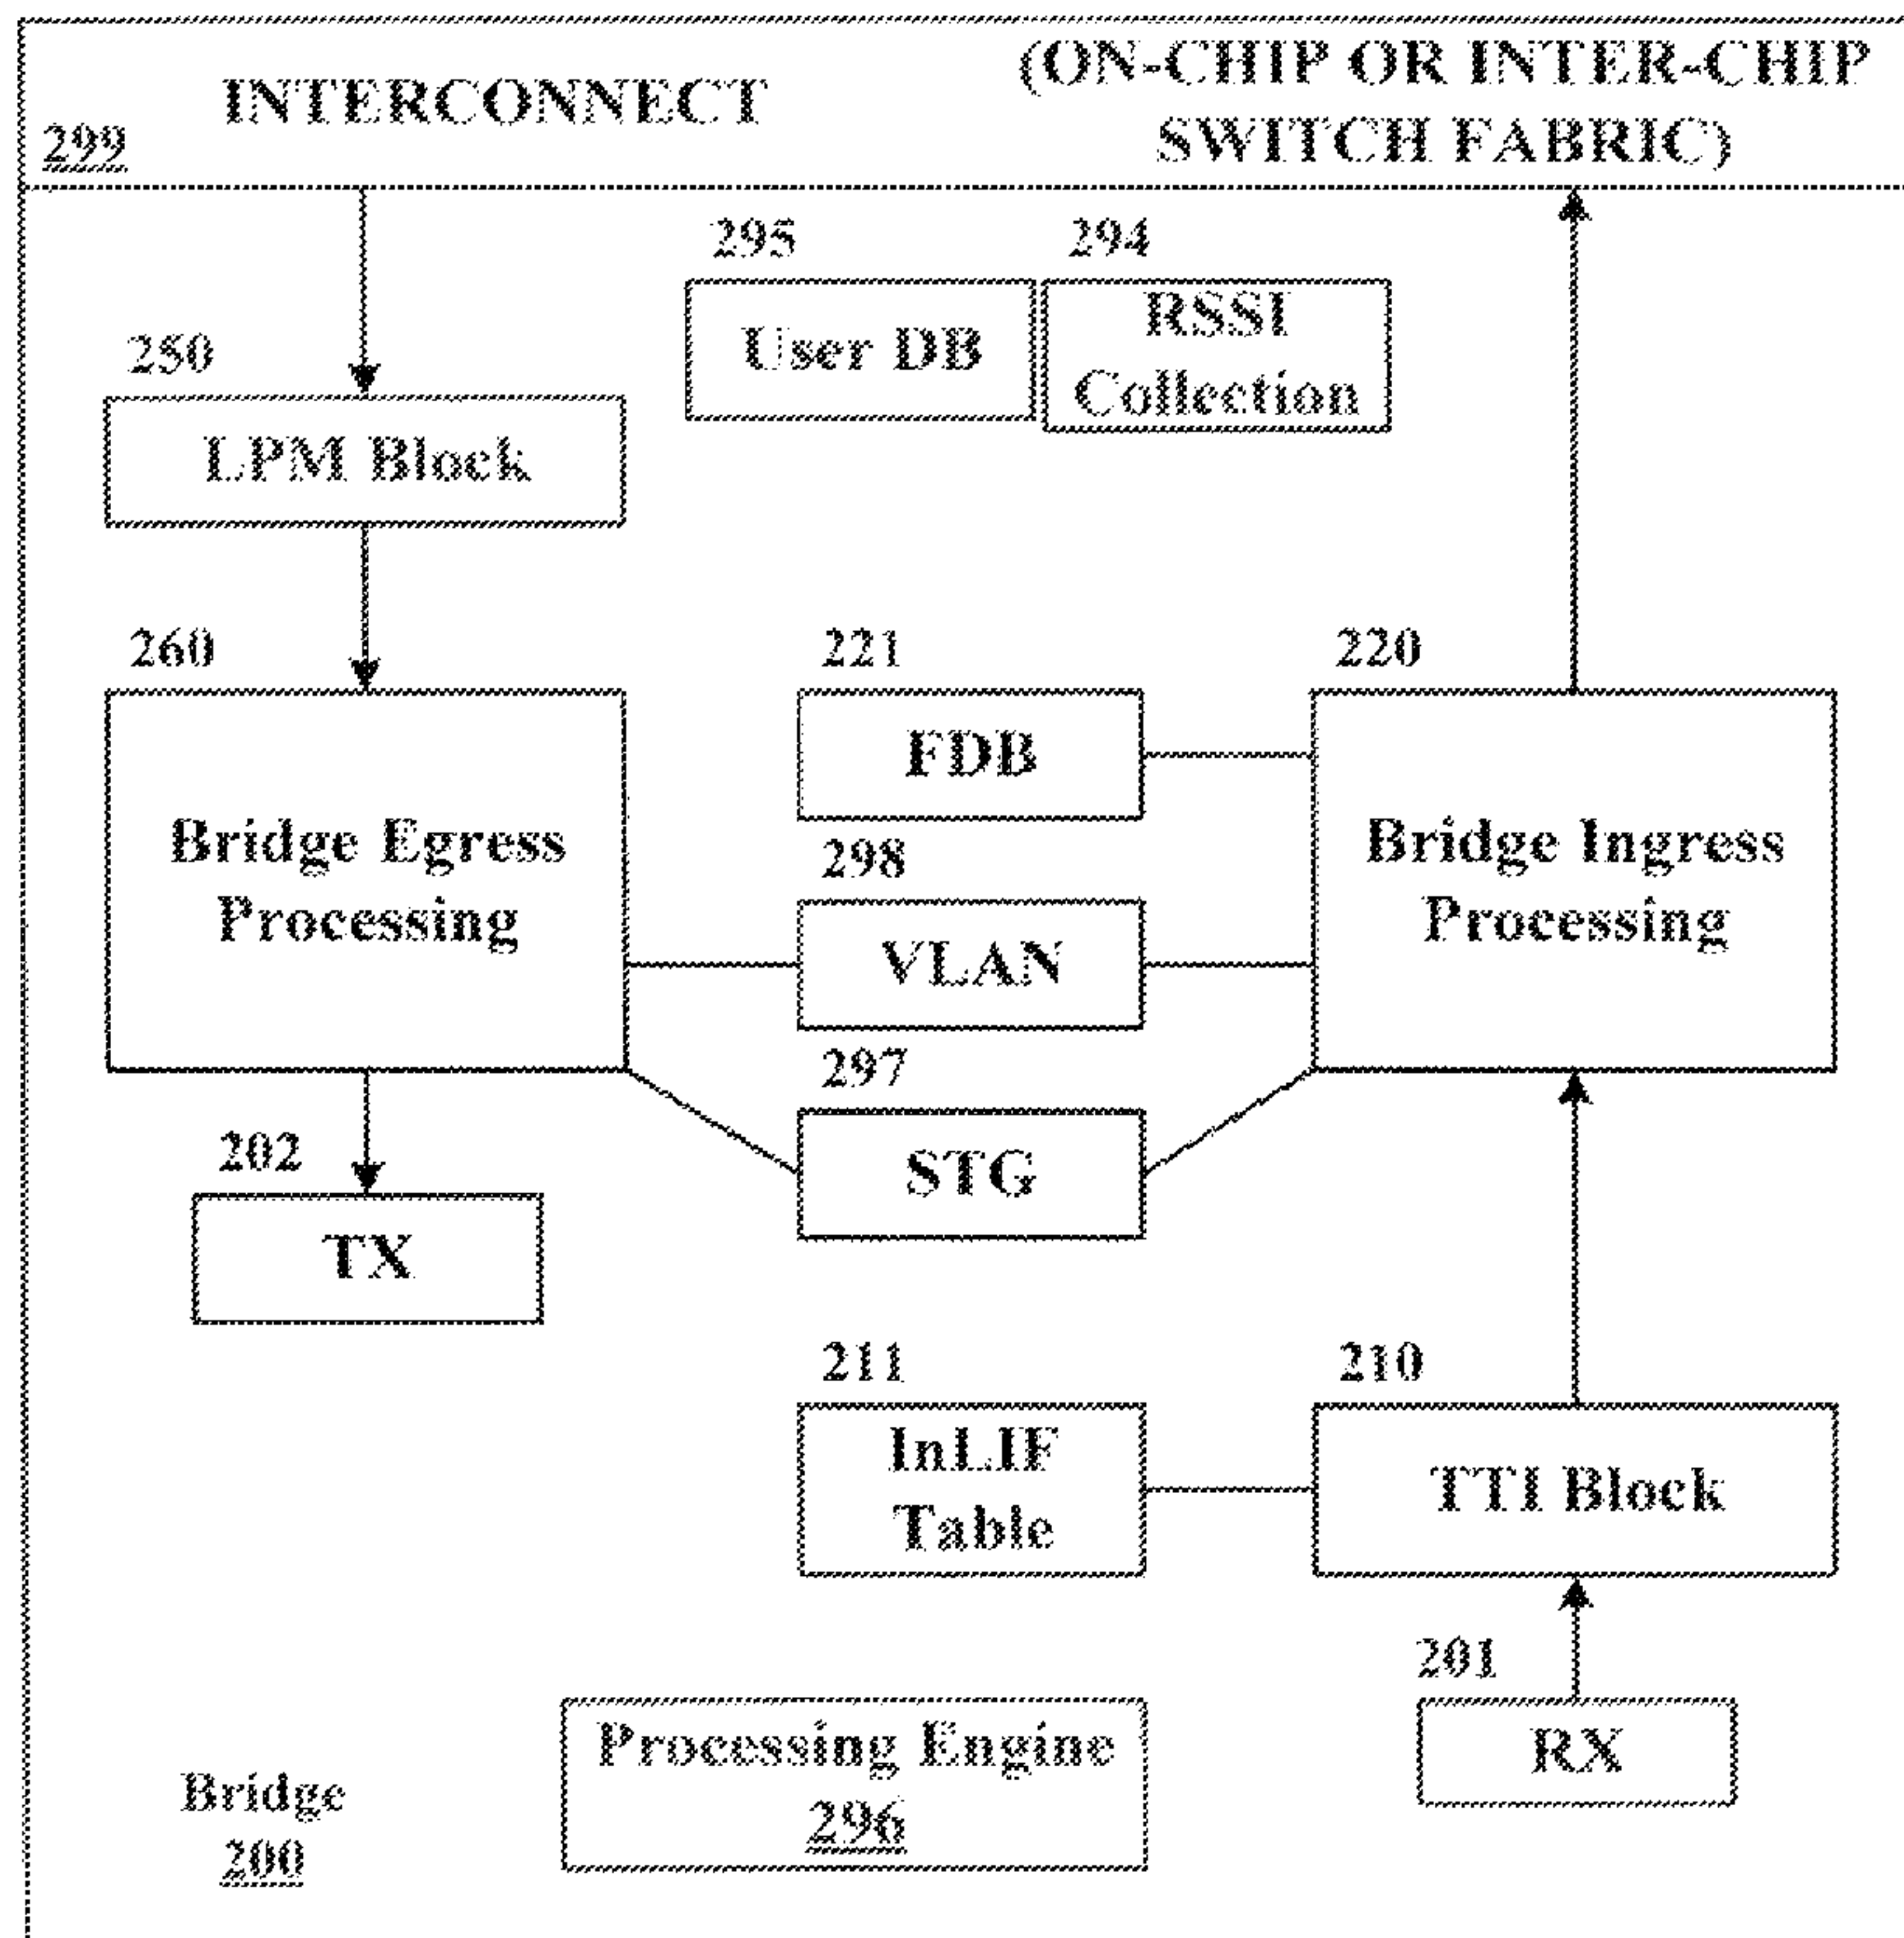 INTERCONNECT
(ON-CHIP OR INTER-CHIP
SWITCH FABRIC)
299
295
294
User DB
RSSI
Collection
250
LPM Block
260
221
220
Bridge Egress
Processing
FDB
Bridge Ingress
Processing
298
VLAN
297
STG
202
TX
211
210
InLIF
Table
TTI Block
201
RX
Processing Engine
296
Bridge
200